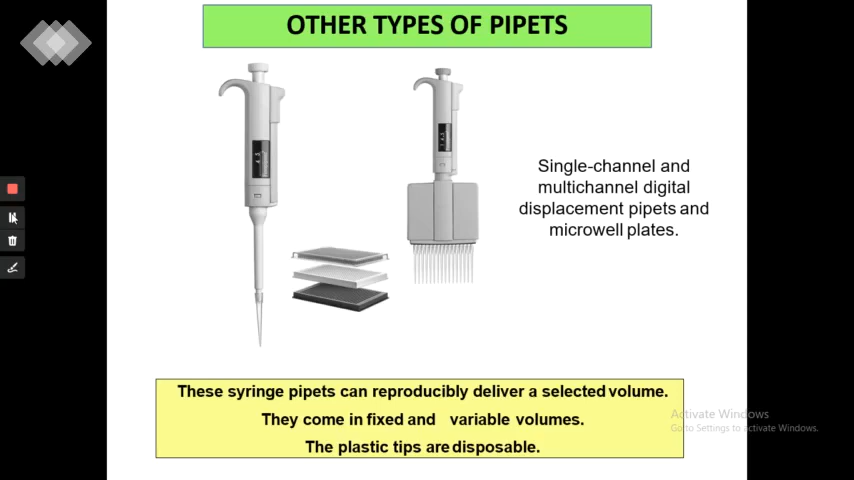 OTHER TYPES OF PIPETS
Single-channel and
multichannel digital
displacement pipets and
microwell plates.
These syringe pipets can reproducibly deliver a selected volume.
They come in fixed and variable volumes.
The plastic tips are disposable.
Activate Windows
Go to Settings to activate Windows.